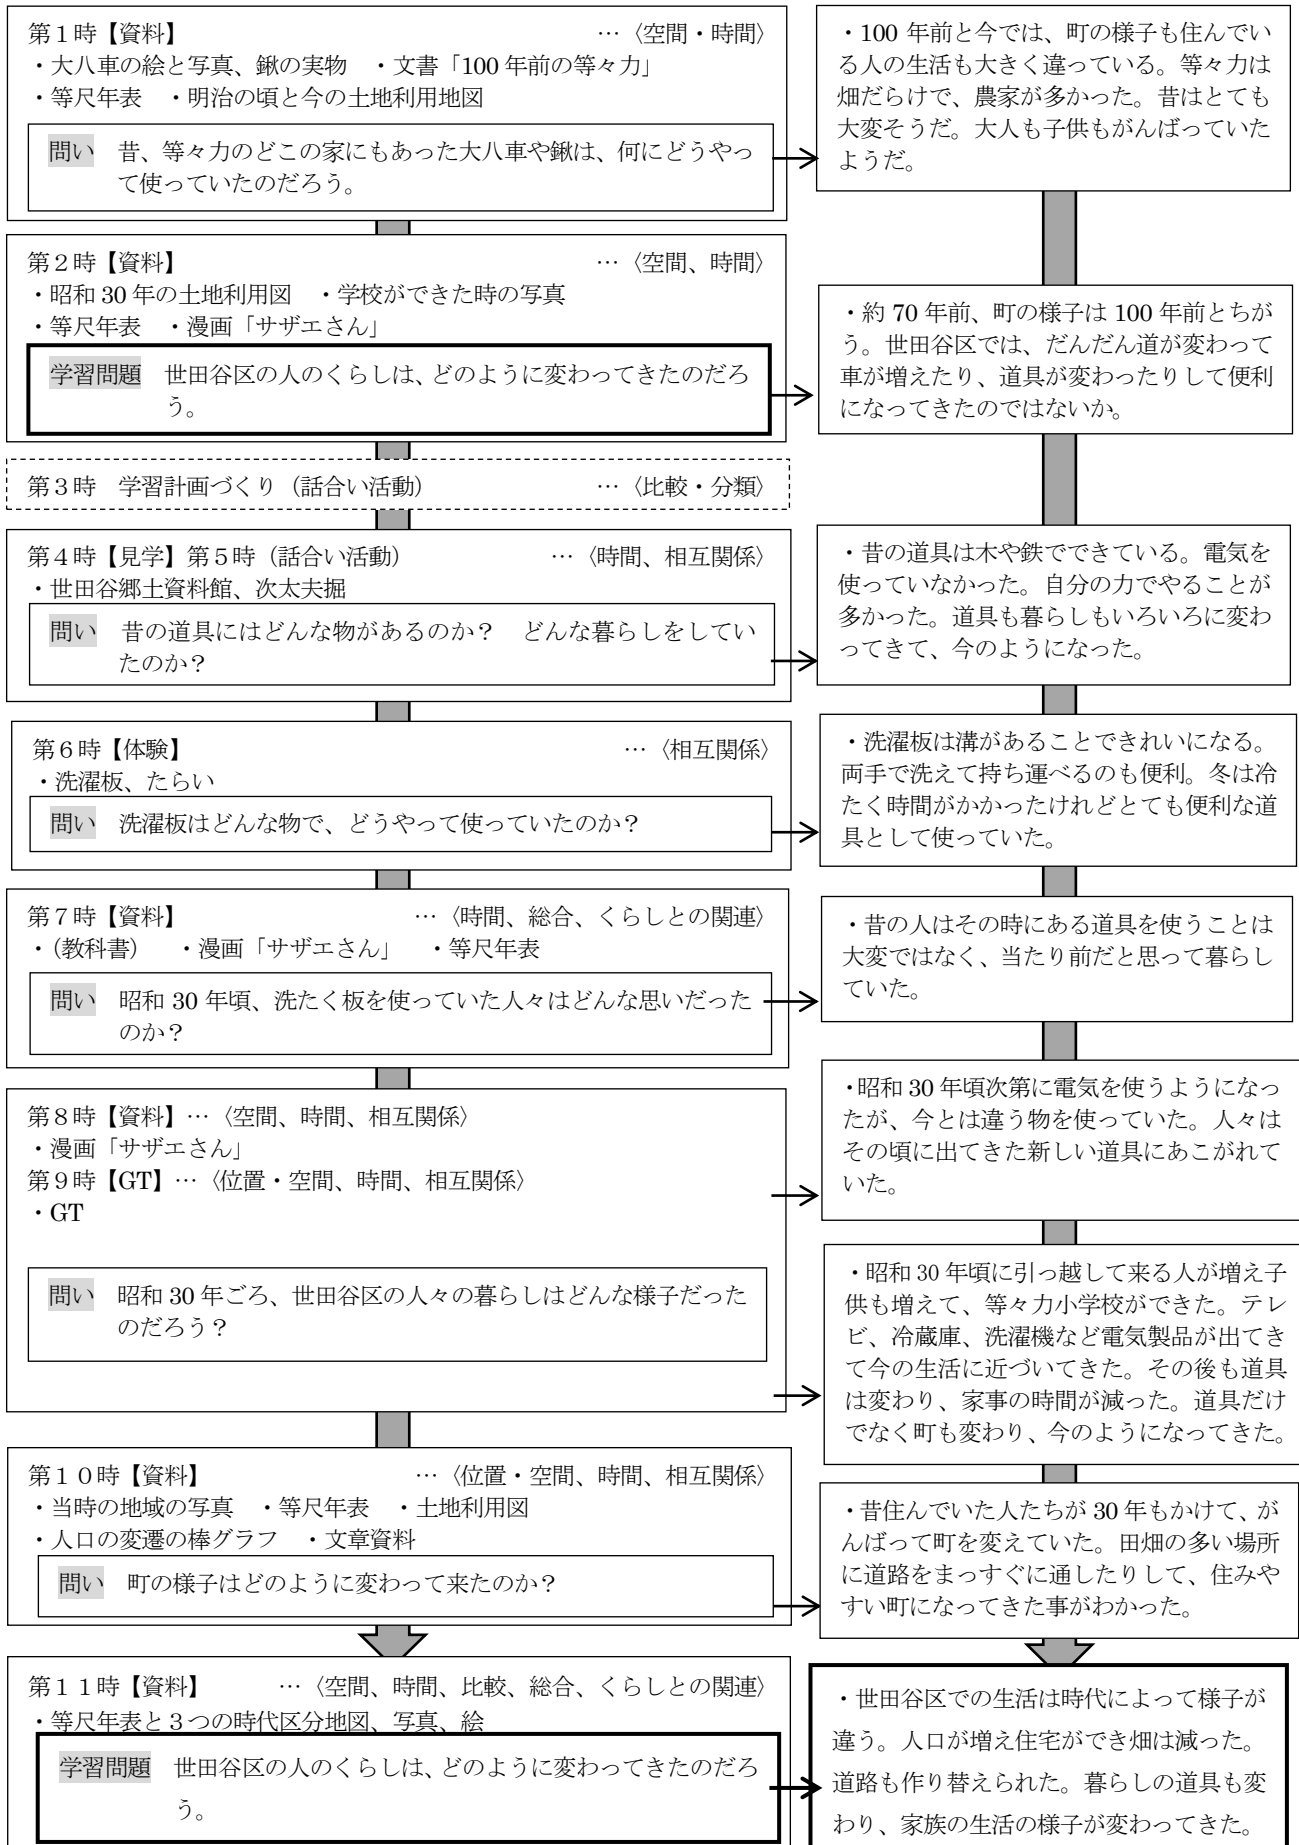 第1時【資料】 …〈空間・時間〉
・大八車の絵と写真、鍬の実物 ・文書「100年前の等々力」
・等尺年表 ・明治の頃と今の土地利用地図
問い 昔、等々力のどこの家にもあった大八車や鍬は、何にどうやっ
て使っていたのだろう。
・100年前と今では、町の様子も住んでい
る人の生活も大きく違っている。等々力は
畑だらけで、農家が多かった。昔はとても
大変そうだ。大人も子供もがんばっていた
ようだ。
第2時【資料】 …〈空間、時間〉
・昭和30年の土地利用図 ・学校ができた時の写真
・等尺年表 ・漫画「サザエさん」
学習問題 世田谷区の人のくらしは、どのように変わってきたのだろ
う。
・約70年前、町の様子は100年前とちが
う。世田谷区では、だんだん道が変わって
車が増えたり、道具が変わったりして便利
になってきたのではないか。
第3時 学習計画づくり（話合い活動） …〈比較・分類〉
第4時【見学】第5時（話合い活動） …〈時間、相互関係〉
・世田谷郷土資料館、次太夫堀
問い 昔の道具にはどんな物があるのか？ どんな暮らしをしてい
たのか？
・昔の道具は木や鉄でできている。電気を
使っていなかった。自分の力でやることが
多かった。道具も暮らしもいろいろに変わ
ってきて、今のようになった。
第6時【体験】 …〈相互関係〉
・洗濯板、たらい
問い 洗濯板はどんな物で、どうやって使っていたのか？
・洗濯板は溝があることできれいになる。
両手で洗えて持ち運べるのも便利。冬は冷
たく時間がかかったけれどとても便利な道
具として使っていた。
第7時【資料】 …〈時間、総合、くらしとの関連〉
・（教科書） ・漫画「サザエさん」 ・等尺年表
問い 昭和30年頃、洗たく板を使っていた人々はどんな思いだった
のか？
・昔の人はその時にある道具を使うことは
大変ではなく、当たり前だと思って暮らし
ていた。
第8時【資料】…〈空間、時間、相互関係〉
・漫画「サザエさん」
第9時【GT】…〈位置・空間、時間、相互関係〉
・GT
問い 昭和30年ごろ、世田谷区の人々の暮らしはどんな様子だった
のだろう？
・昭和30年頃次第に電気を使うようになっ
たが、今とは違う物を使っていた。人々は
その頃に出てきた新しい道具にあこがれて
いた。
・昭和30年頃に引っ越して来る人が増え子
供も増えて、等々力小学校ができた。テレ
ビ、冷蔵庫、洗濯機など電気製品が出てき
て今の生活に近づいてきた。その後も道具
は変わり、家事の時間が減った。道具だけ
でなく町も変わり、今のようになってきた。
第10時【資料】 …〈位置・空間、時間、相互関係〉
・当時の地域の写真 ・等尺年表 ・土地利用図
・人口の変遷の棒グラフ ・文章資料
問い 町の様子はどのように変わって来たのか？
・昔住んでいた人たちが30年もかけて、が
んばって町を変えていた。田畑の多い場所
に道路をまっすぐに通したりして、住みや
すい町になってきた事がわかった。
第11時【資料】 …〈空間、時間、比較、総合、くらしとの関連〉
・等尺年表と3つの時代区分地図、写真、絵
学習問題 世田谷区の人のくらしは、どのように変わってきたのだろ
う。
・世田谷区での生活は時代によって様子が
違う。人口が増え住宅ができ畑は減った。
道路も作り替えられた。暮らしの道具も変
わり、家族の生活の様子が変わってきた。